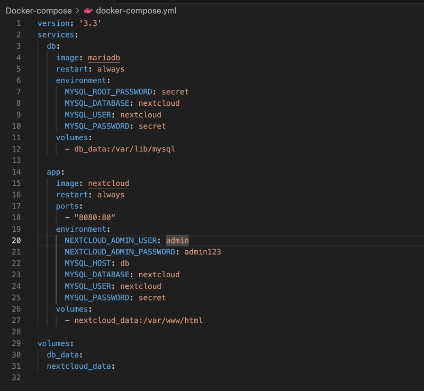 Docker-compose > docker-compose.yml
1 version: '3.3'
2 services:
3 db:
4 image: mariadb
5 restart: always
6 environment:
7 MYSQL_ROOT_PASSWORD: secret
8 MYSQL_DATABASE: nextcloud
9 MYSQL_USER: nextcloud
10 MYSQL_PASSWORD: secret
11 volumes:
12 - db_data:/var/lib/mysql
13
14 app:
15 image: nextcloud
16 restart: always
17 ports:
18 - "8080:80"
19 environment:
20 NEXTCLOUD_ADMIN_USER: admin
21 NEXTCLOUD_ADMIN_PASSWORD: admin123
22 MYSQL_HOST: db
23 MYSQL_DATABASE: nextcloud
24 MYSQL_USER: nextcloud
25 MYSQL_PASSWORD: secret
26 volumes:
27 - nextcloud_data:/var/www/html
28
29 volumes:
30 db_data:
31 nextcloud_data:
32